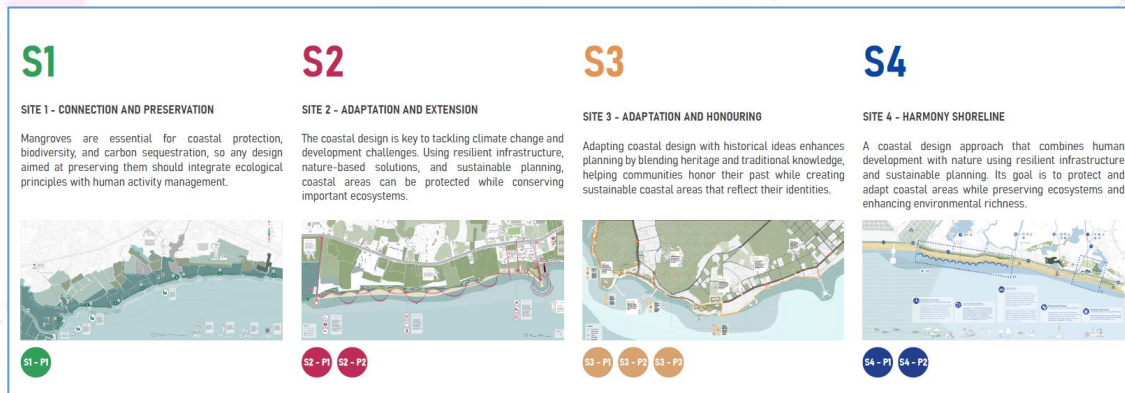 S1
SITE 1 - CONNECTION AND PRESERVATION
Mangroves are essential for coastal protection,
biodiversity, and carbon sequestration, so any design
aimed at preserving them should integrate ecological
principles with human activity management.
S1 - P1
S2
SITE 2 - ADAPTATION AND EXTENSION
The coastal design is key to tackling climate change and
development challenges. Using resilient infrastructure,
nature-based solutions, and sustainable planning,
coastal areas can be protected while conserving
important ecosystems.
S2 - P1 S2 - P2
S3
SITE 3 - ADAPTATION AND HONOURING
Adapting coastal design with historical ideas enhances
planning by blending heritage and traditional knowledge,
helping communities honor their past while creating
sustainable coastal areas that reflect their identities.
S3 - P1 S3 - P2 S3 - P3
S4
SITE 4 - HARMONY SHORELINE
A coastal design approach that combines human
development with nature using resilient infrastructure
and sustainable planning. Its goal is to protect and
adapt coastal areas while preserving ecosystems and
enhancing environmental richness.
S4 - P1 S4 - P2